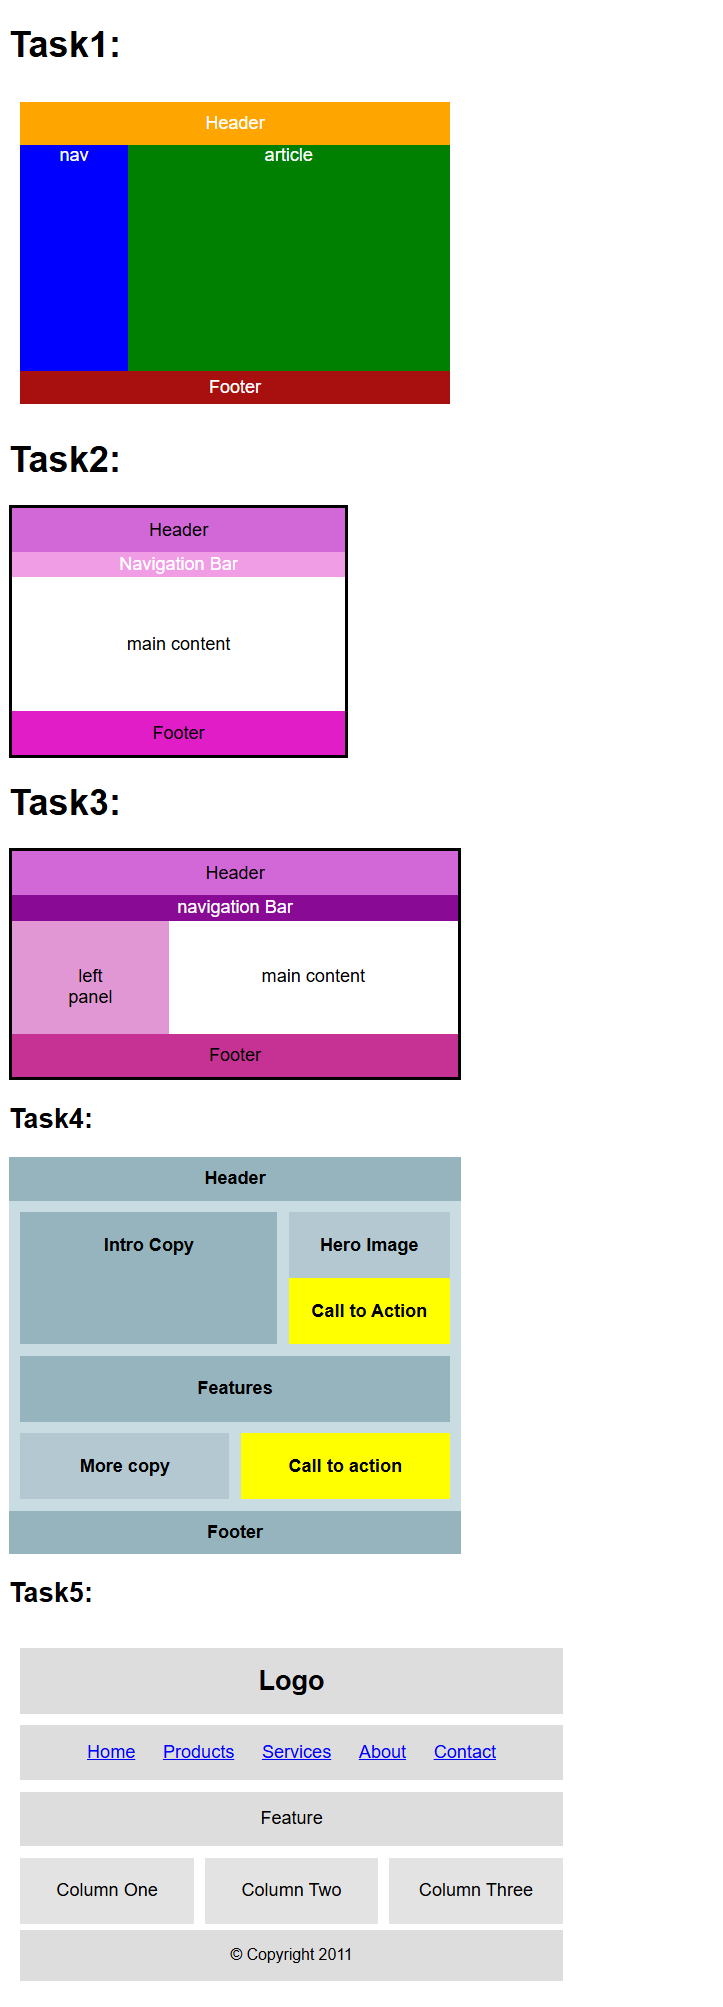 Task1:
Header
nav article
Footer
Task2:
Header
Navigation Bar
main content
Footer
Task3:
Header
navigation Bar
left
panel
main content
Footer
Task4:
Header
Intro Copy
Hero Image
Call to Action
Features
More copy
Call to action
Footer
Task5:
Logo
Home Products Services About Contact
Feature
Column One Column Two Column Three
© Copyright 2011